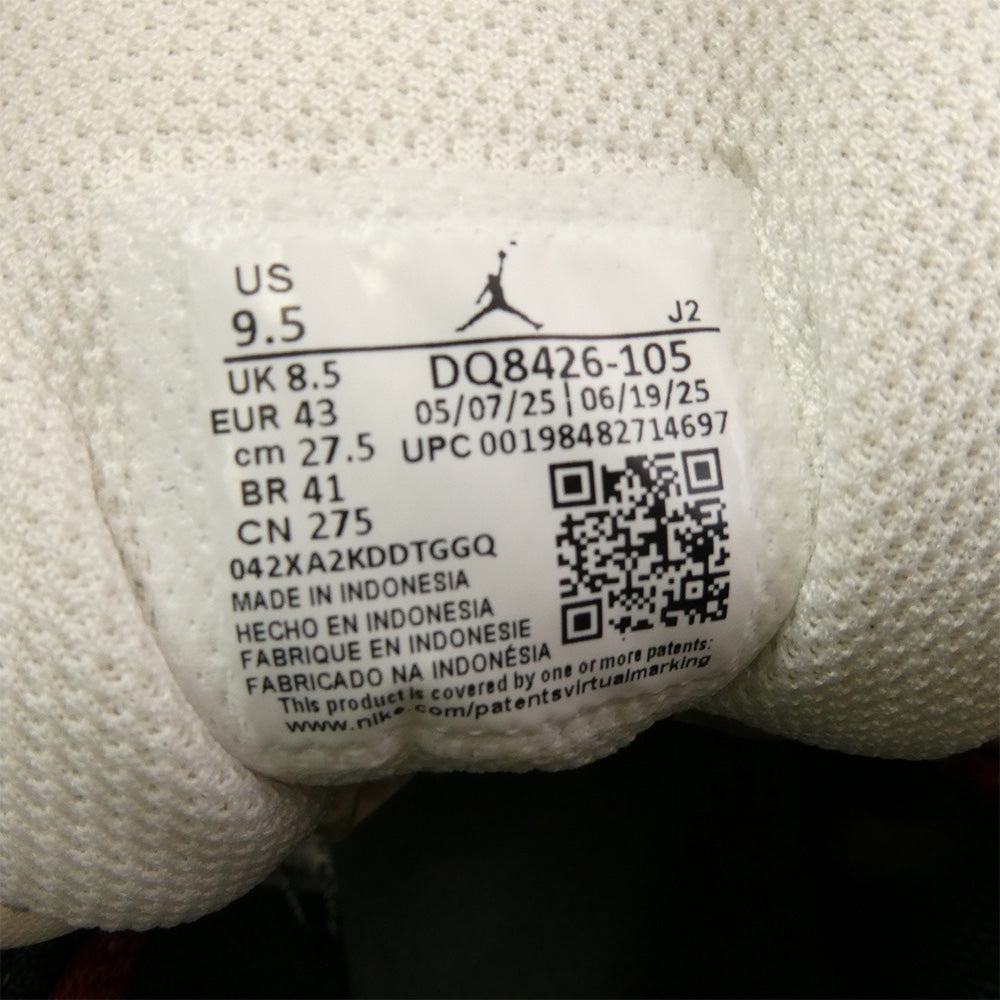 US
9.5
J2
UK 8.5
EUR 43
cm 27.5
BR 41
CN 275
DQ8426-105
05/07/25 | 06/19/25
UPC 00198482714697
042XA2KDDTGGQ
MADE IN INDONESIA
HECHO EN INDONESIA
FABRIQUE EN INDONESIE
FABRICADO NA INDONÉSIA
This product is covered by one or more patents:
www.nike.com/patentsvirtualmarking